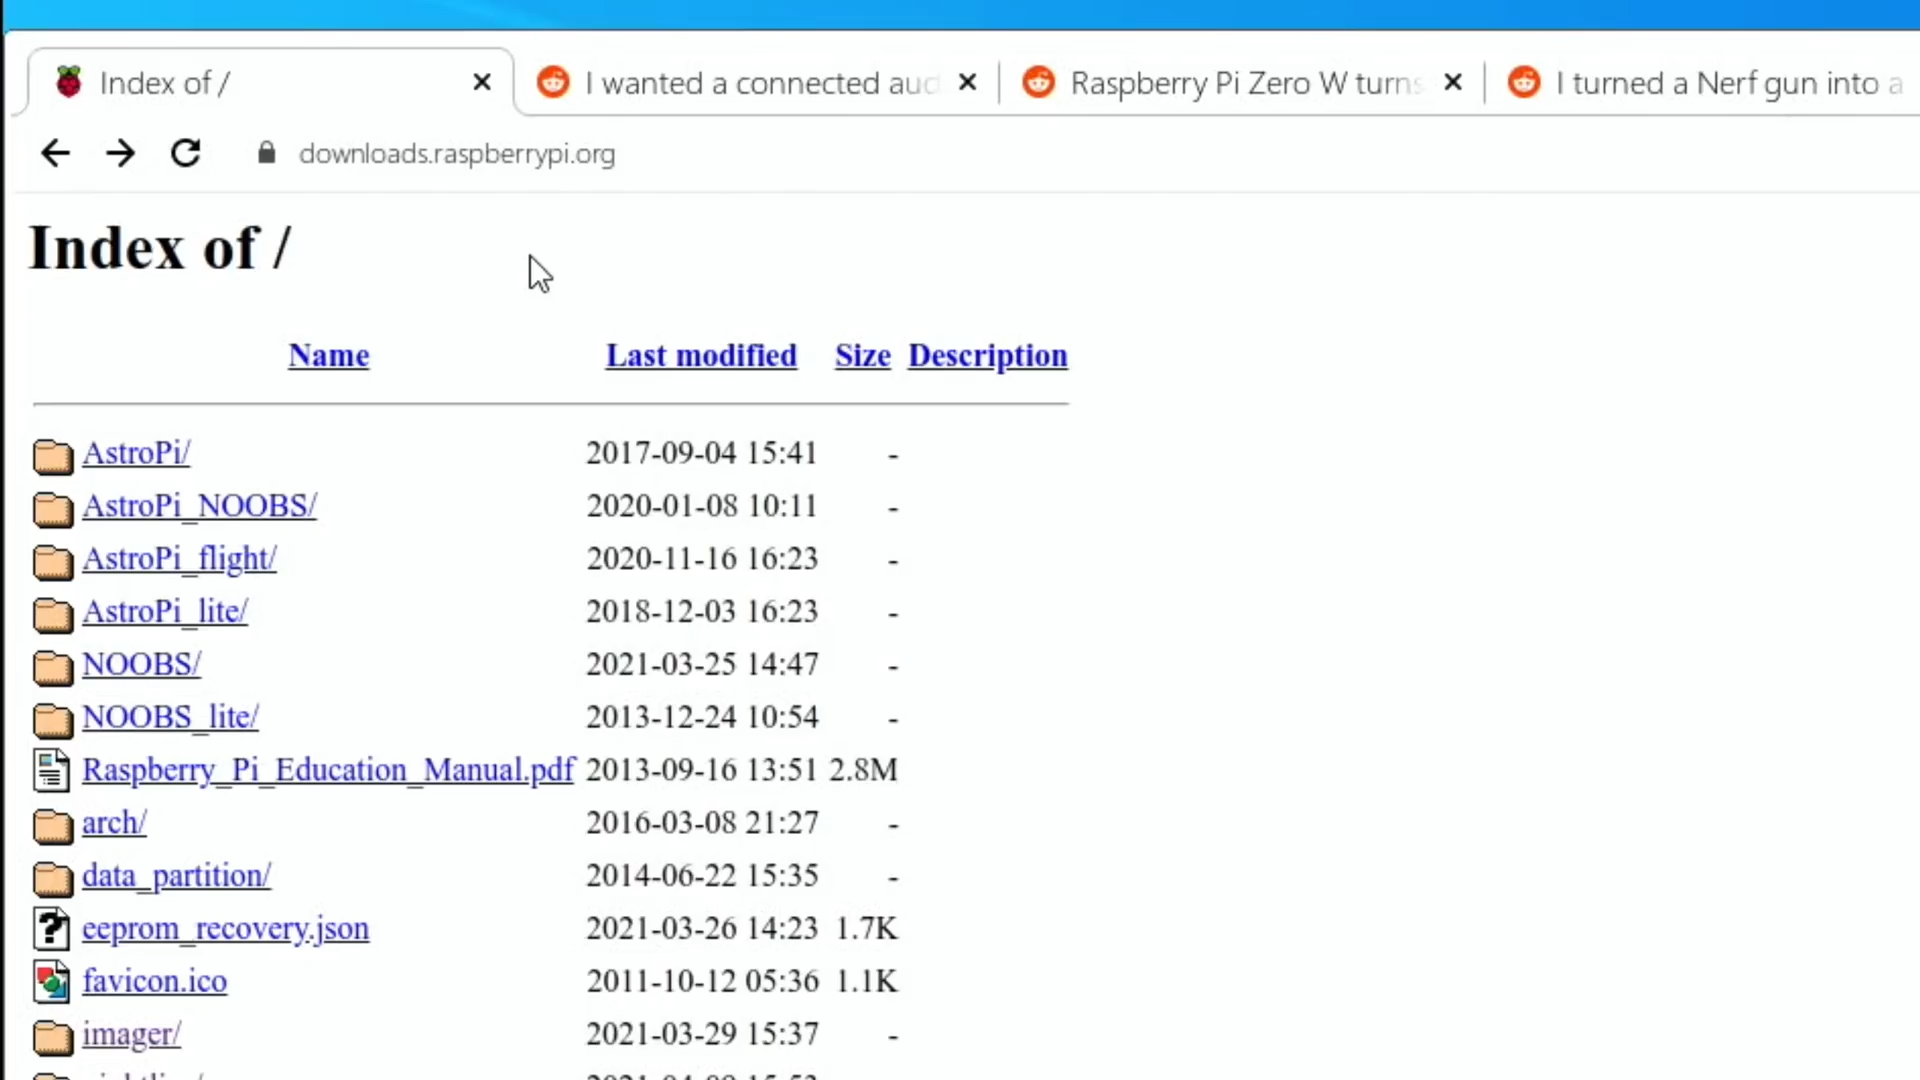 Index of /
I wanted a connected aud
Raspberry Pi Zero W turns
I turned a Nerf gun into a
downloads.raspberrypi.org
Index of /
Name Last modified Size Description
AstroPi/ 2017-09-04 15:41 -
AstroPi_NOOBS/ 2020-01-08 10:11 -
AstroPi_flight/ 2020-11-16 16:23 -
AstroPi_lite/ 2018-12-03 16:23 -
NOOBS/ 2021-03-25 14:47 -
NOOBS_lite/ 2013-12-24 10:54 -
Raspberry_Pi_Education_Manual.pdf 2013-09-16 13:51 2.8M
arch/ 2016-03-08 21:27 -
data_partition/ 2014-06-22 15:35 -
eeprom_recovery.json 2021-03-26 14:23 1.7K
favicon.ico 2011-10-12 05:36 1.1K
imager/ 2021-03-29 15:37 -